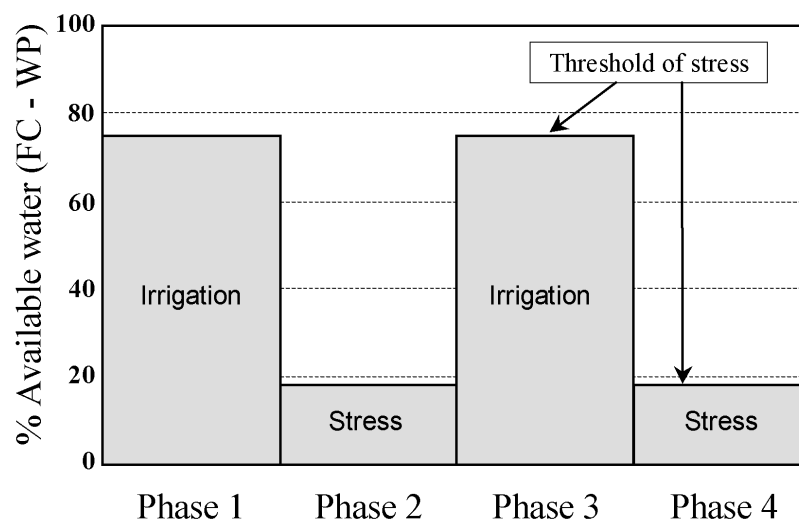 % Available water (FC - WP)
100
80
60
40
20
0
Threshold of stress
Irrigation
Stress
Irrigation
Stress
Phase 1
Phase 2
Phase 3
Phase 4